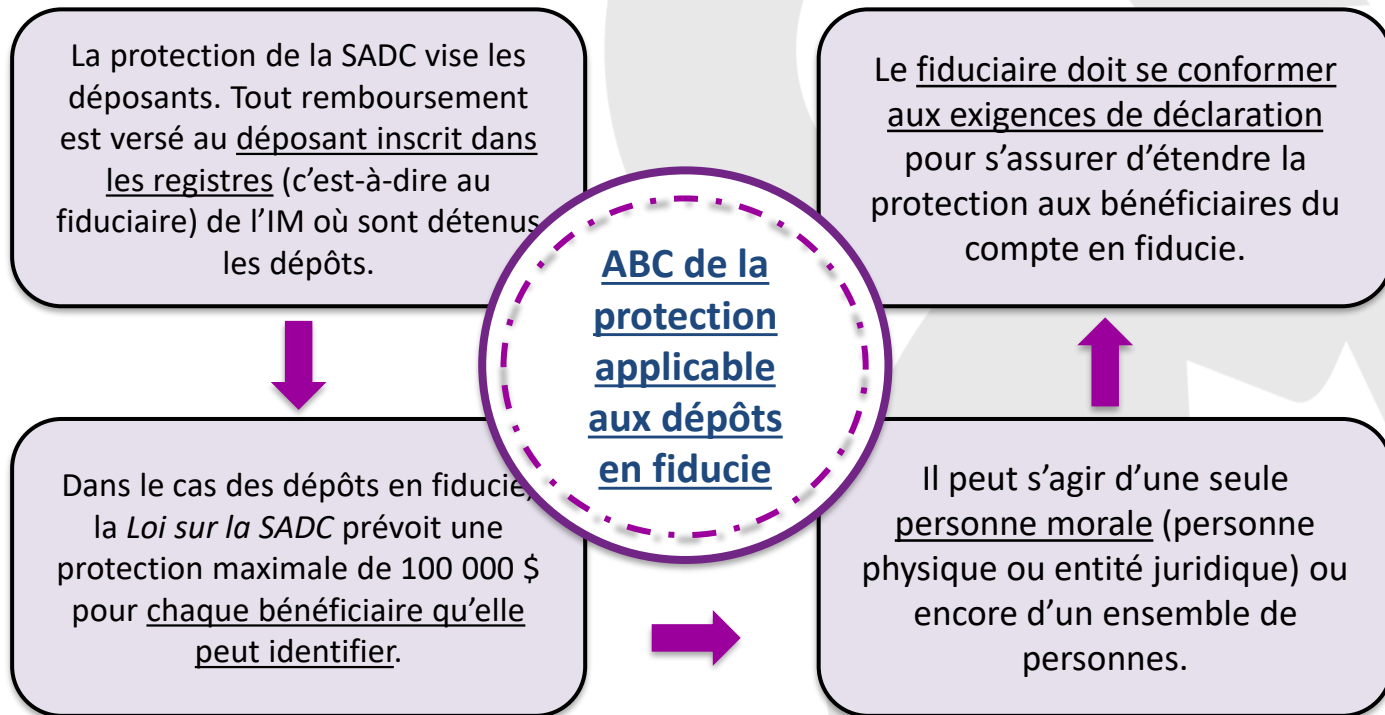 La protection de la SADC vise les
déposants. Tout remboursement
est versé au déposant inscrit dans
les registres (c'est-à-dire au
fiduciaire) de l'IM où sont détenus
les dépôts.
Dans le cas des dépôts en fiducie,
la Loi sur la SADC prévoit une
protection maximale de 100 000 $
pour chaque bénéficiaire qu'elle
peut identifier.
ABC de la
protection
applicable
aux dépôts
en fiducie
Il peut s'agir d'une seule
personne morale (personne
physique ou entité juridique) ou
encore d'un ensemble de
personnes.
Le fiduciaire doit se conformer
aux exigences de déclaration
pour s'assurer d'étendre la
protection aux bénéficiaires du
compte en fiducie.